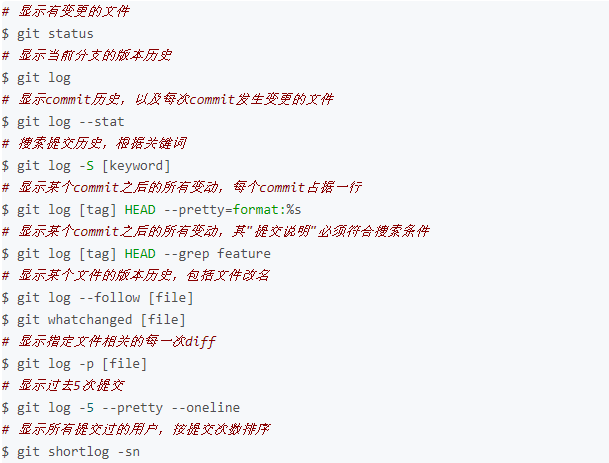 # 显示有变更的文件
$ git status
# 显示当前分支的版本历史
$ git log
# 显示commit历史，以及每次commit发生变更的文件
$ git log --stat
# 搜索提交历史，根据关键词
$ git log -S [keyword]
# 显示某个commit之后的所有变动，每个commit占据一行
$ git log [tag] HEAD --pretty=format:%s
# 显示某个commit之后的所有变动，其"提交说明"必须符合搜索条件
$ git log [tag] HEAD --grep feature
# 显示某个文件的版本历史，包括文件改名
$ git log --follow [file]
$ git whatchanged [file]
# 显示指定文件相关的每一次diff
$ git log -p [file]
# 显示过去5次提交
$ git log -5 --pretty --oneline
# 显示所有提交过的用户，按提交次数排序
$ git shortlog -sn